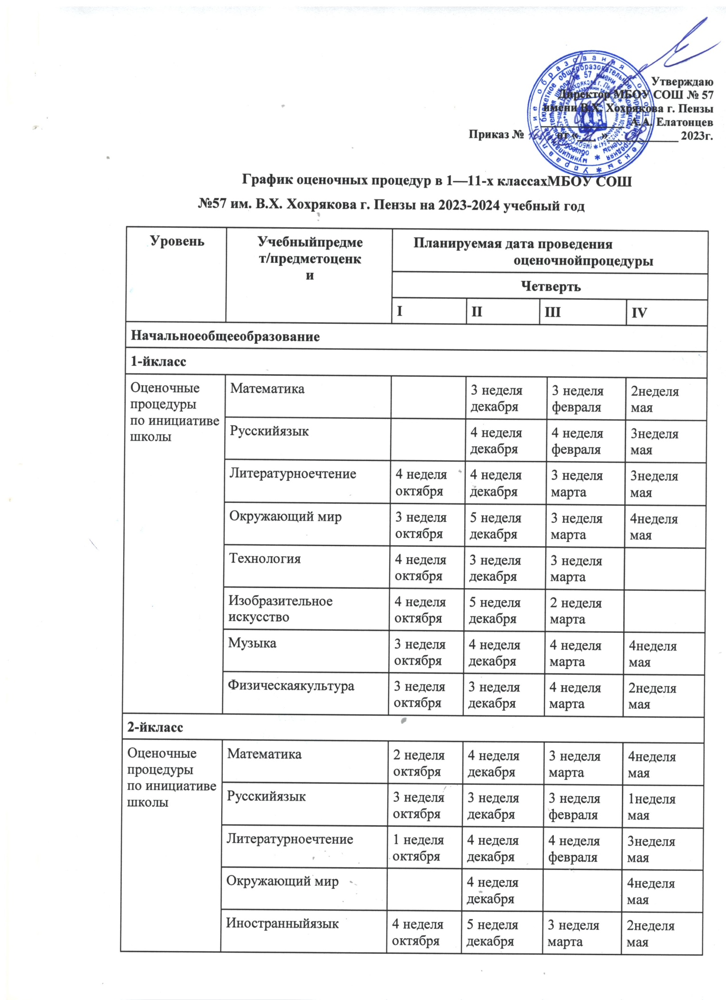 Утверждаю
Директор МБОУ СОШ № 57
имени В.Х. Хохрякова г. Пензы
А.А. Елатонцев
Приказ № от « » 2023г.
График оценочных процедур в 1—11-х классахМБОУ СОШ
№57 им. В.Х. Хохрякова г. Пензы на 2023-2024 учебный год
Уровень
Учебныйпредме
т/предметоценк
и
Планируемая дата проведения
оценочнойпроцедуры
Четверть
I II III IV
Начальноеобщееобразование
1-йкласс
Оценочные
процедуры
по инициативе
школы
Математика
3 неделя
декабря
3 неделя
февраля
2неделя
мая
Русскийязык
4 неделя
декабря
4 неделя
февраля
3неделя
мая
Литературноечтение
4 неделя
октября
4 неделя
декабря
3 неделя
марта
3неделя
мая
Окружающий мир
3 неделя
октября
5 неделя
декабря
3 неделя
марта
4неделя
мая
Технология
4 неделя
октября
3 неделя
декабря
3 неделя
марта
Изобразительное
искусство
4 неделя
октября
5 неделя
декабря
2 неделя
марта
Музыка
3 неделя
октября
4 неделя
декабря
4 неделя
марта
4неделя
мая
Физическаякультура
3 неделя
октября
3 неделя
декабря
4 неделя
марта
2неделя
мая
2-йкласс
Оценочные
процедуры
по инициативе
школы
Математика
2 неделя
октября
4 неделя
декабря
3 неделя
марта
4неделя
мая
Русскийязык
3 неделя
октября
3 неделя
декабря
3 неделя
февраля
1неделя
мая
Литературноечтение
1 неделя
октября
4 неделя
декабря
4 неделя
февраля
3неделя
мая
Окружающий мир
4 неделя
декабря
4неделя
мая
Иностранныйязык
4 неделя
октября
5 неделя
декабря
3 неделя
марта
2неделя
мая